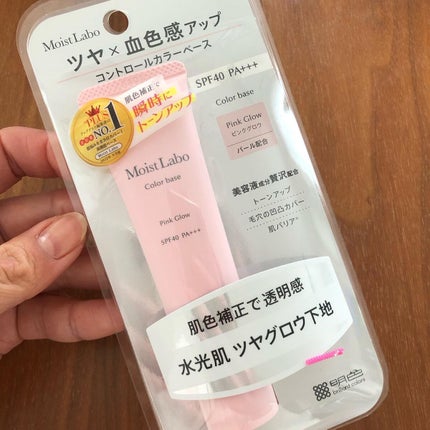 Moist Labo
ツヤ×血色感アップ
コントロールカラーベース
SPF40 PA+++
Color base
Pink Glow
ピンクグロウ
パール配合
肌色補正で
瞬時に
トーンアップ
No.1
Moist Labo
Color base
Pink Glow
SPF40 PA+++
美容液成分贅沢配合
トーンアップ
毛穴の凹凸カバー
肌バリア
肌色補正で透明感
水光肌 ツヤグロウ下地
明色
brilliant colors